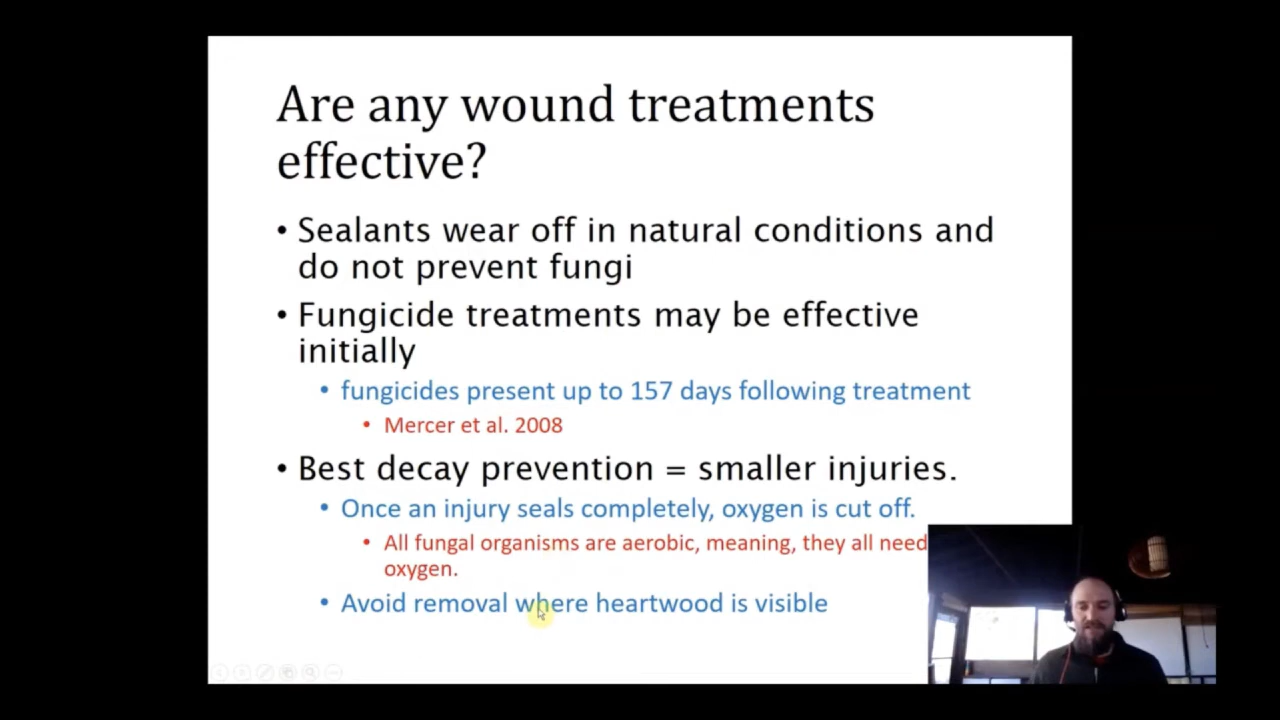 Are any wound treatments
effective?
• Sealants wear off in natural conditions and
do not prevent fungi
• Fungicide treatments may be effective
initially
• fungicides present up to 157 days following treatment
• Mercer et al. 2008
• Best decay prevention = smaller injuries.
• Once an injury seals completely, oxygen is cut off.
• All fungal organisms are aerobic, meaning, they all need
oxygen.
• Avoid removal where heartwood is visible